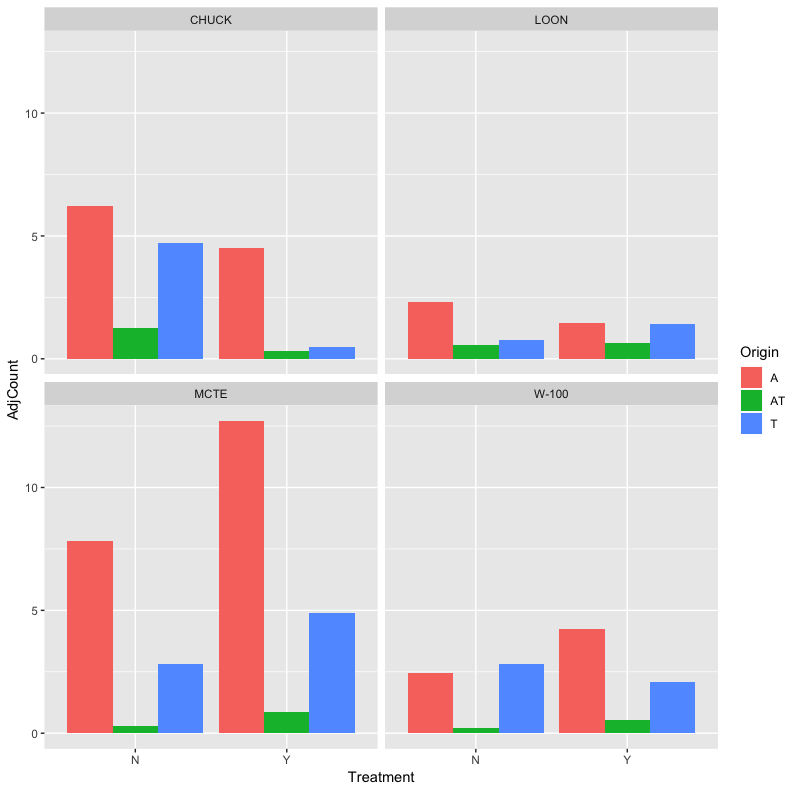 CHUCK
LOON
10
5
0
MCTE
W-100
10
5
0
N
Y
N
Y
Treatment
AdjCount
Origin
A
AT
T